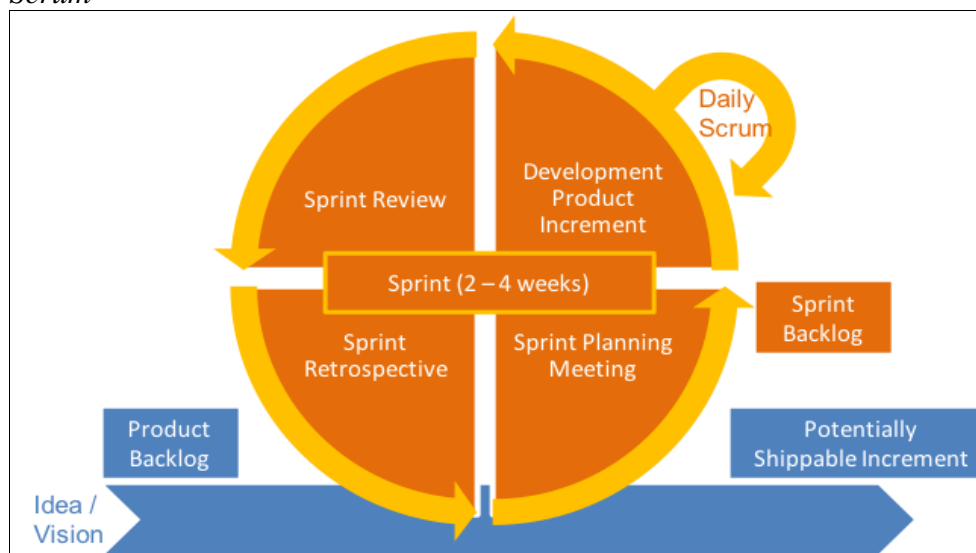 Scrum
Daily
Scrum
Sprint Review
Development
Product
Increment
Sprint (2 – 4 weeks)
Sprint
Retrospective
Sprint Planning
Meeting
Sprint
Backlog
Product
Backlog
Potentially
Shippable Increment
Idea /
Vision